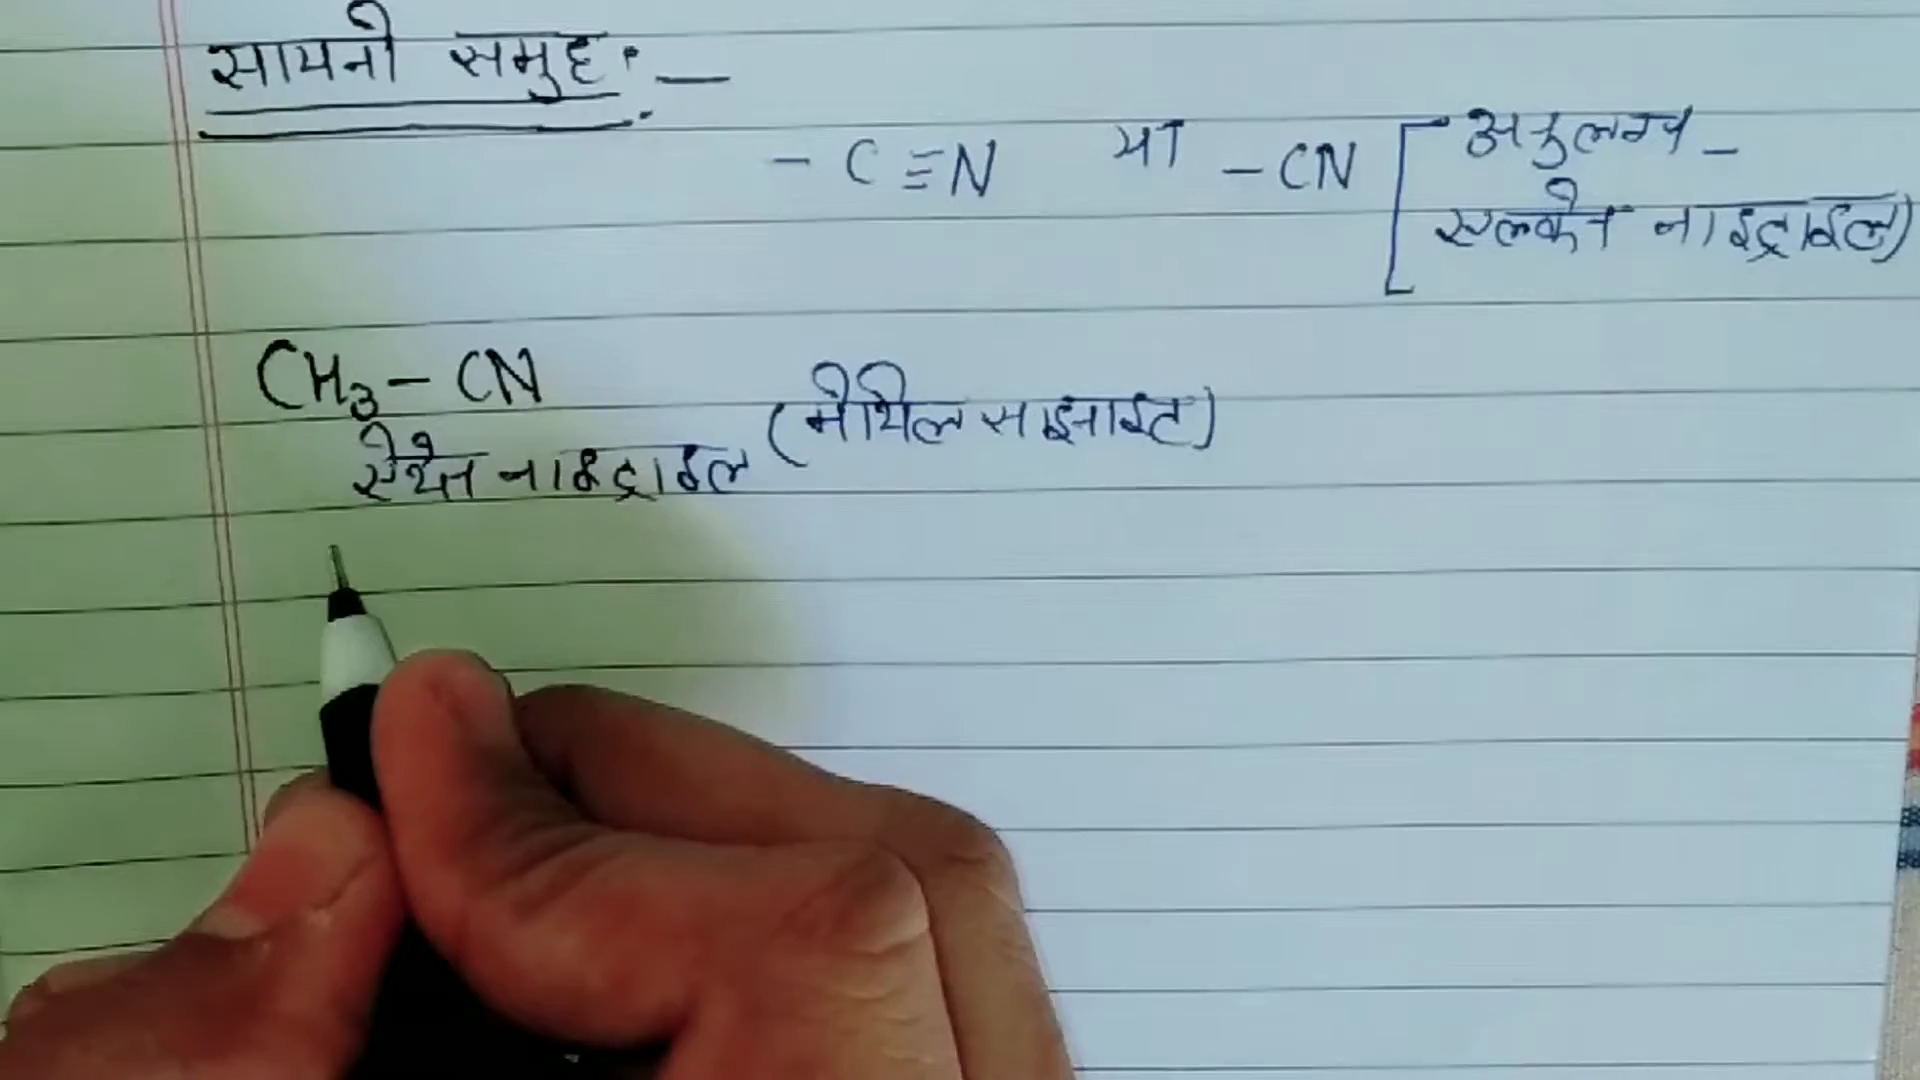 सायनो समुह :—
– C≡N या – CN [अनुलग्न –
एल्केन नाइट्राइल)
CH₃ – CN
एथेन नाइट्राइल (मेथिल सायनाइड)